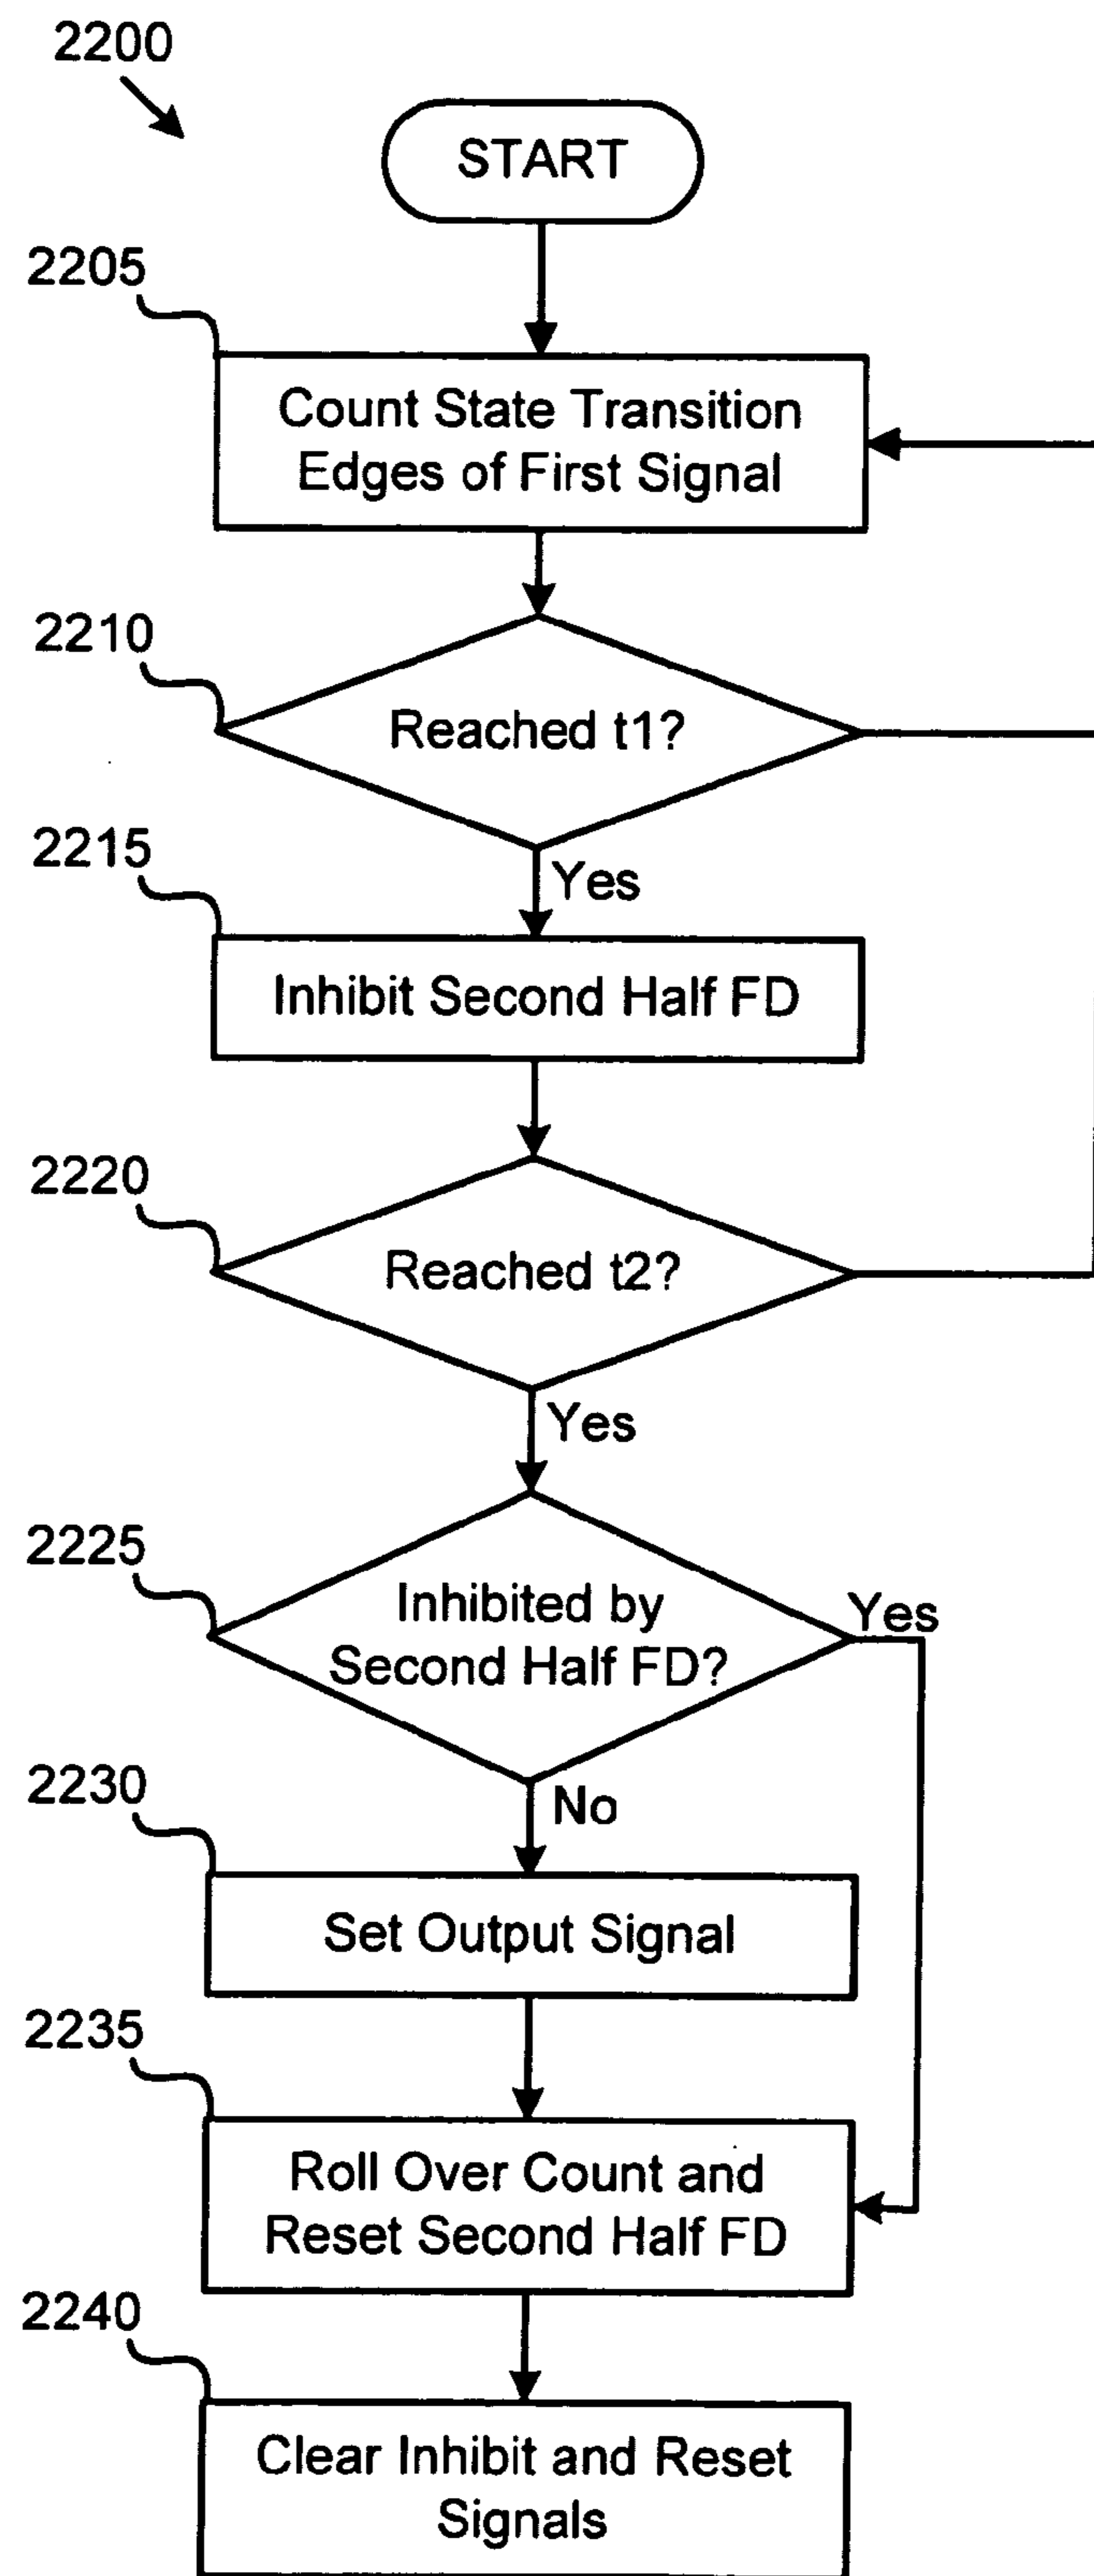 2200
START
2205
Count State Transition
Edges of First Signal
2210
Reached t1?
Yes
2215
Inhibit Second Half FD
2220
Reached t2?
Yes
2225
Inhibited by
Second Half FD?
Yes
No
2230
Set Output Signal
2235
Roll Over Count and
Reset Second Half FD
2240
Clear Inhibit and Reset
Signals